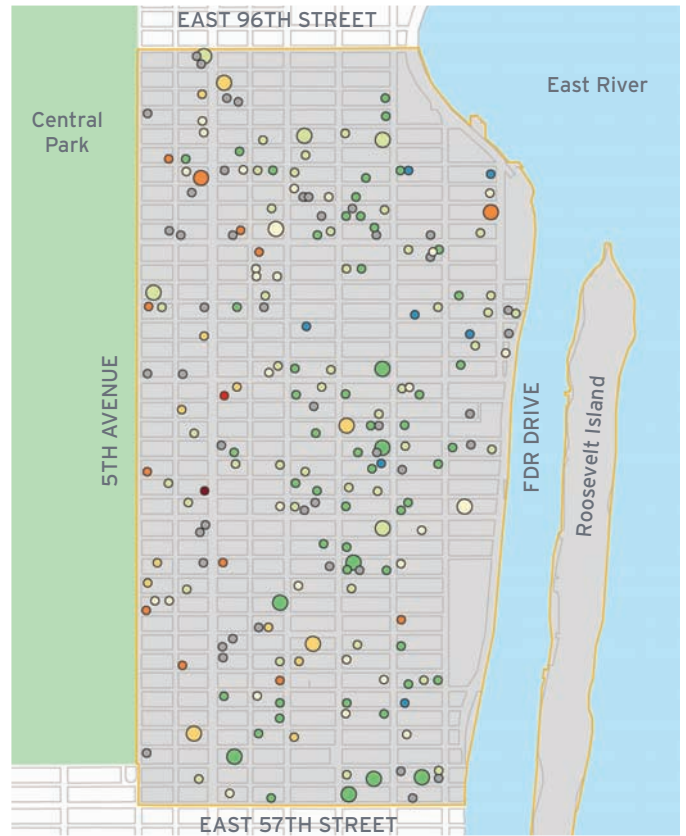 EAST 96TH STREET
East River
Central
Park
5TH AVENUE
FDR DRIVE
Roosevelt Island
EAST 57TH STREET